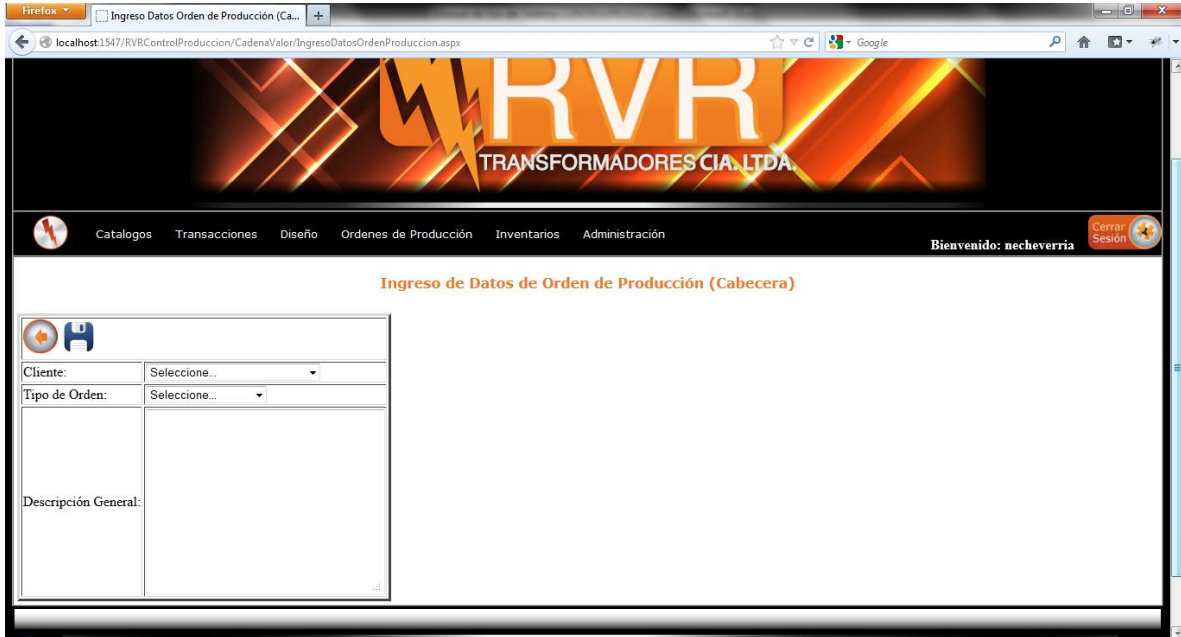 Firefox
Ingreso Datos Orden de Producción (Ca...
localhost:1547/RVRControlProduccion/CadenaValor/IngresoDatosOrdenProduccion.aspx
Google
RVR
TRANSFORMADORES CIA. LTDA.
Catalogos Transacciones Diseño Ordenes de Producción Inventarios Administración
Bienvenido: necheverria
Cerrar
Sesión
Ingreso de Datos de Orden de Producción (Cabecera)
Cliente: Seleccione...
Tipo de Orden: Seleccione...
Descripción General: